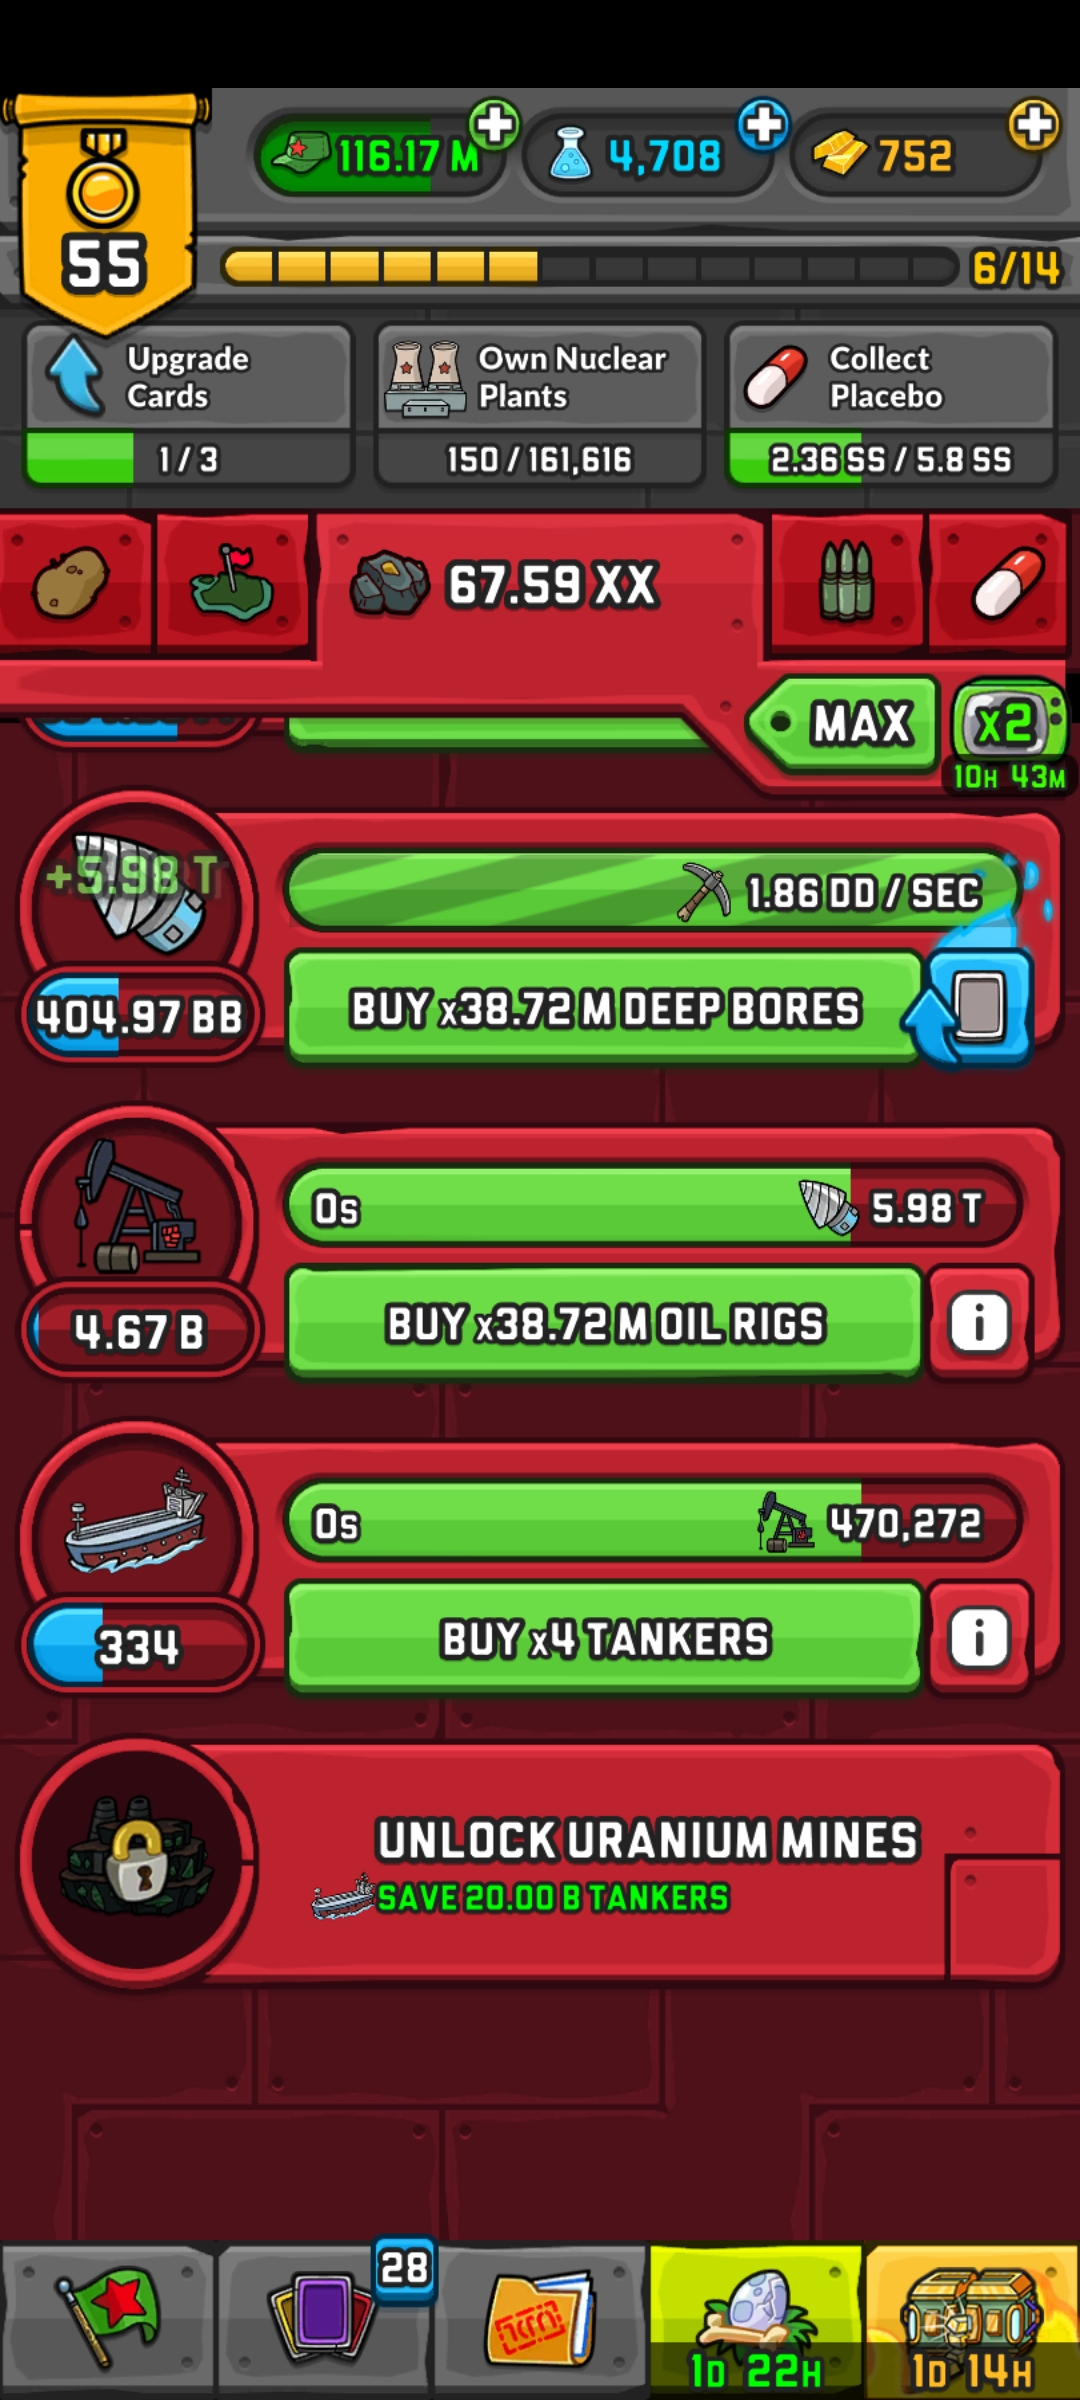 116.17 M
4,708
752
55
6/14
Upgrade
Cards
1 / 3
Own Nuclear
Plants
150 / 161,616
Collect
Placebo
2.36 SS / 5.8 SS
67.59 XX
MAX
x2
10H 43M
+5.98 T
1.86 DD / SEC
404.97 BB
BUY x38.72 M DEEP BORES
0s
5.98 T
4.67 B
BUY x38.72 M OIL RIGS
i
0s
470,272
334
BUY x4 TANKERS
i
UNLOCK URANIUM MINES
SAVE 20.00 B TANKERS
28
1D 22H
1D 14H